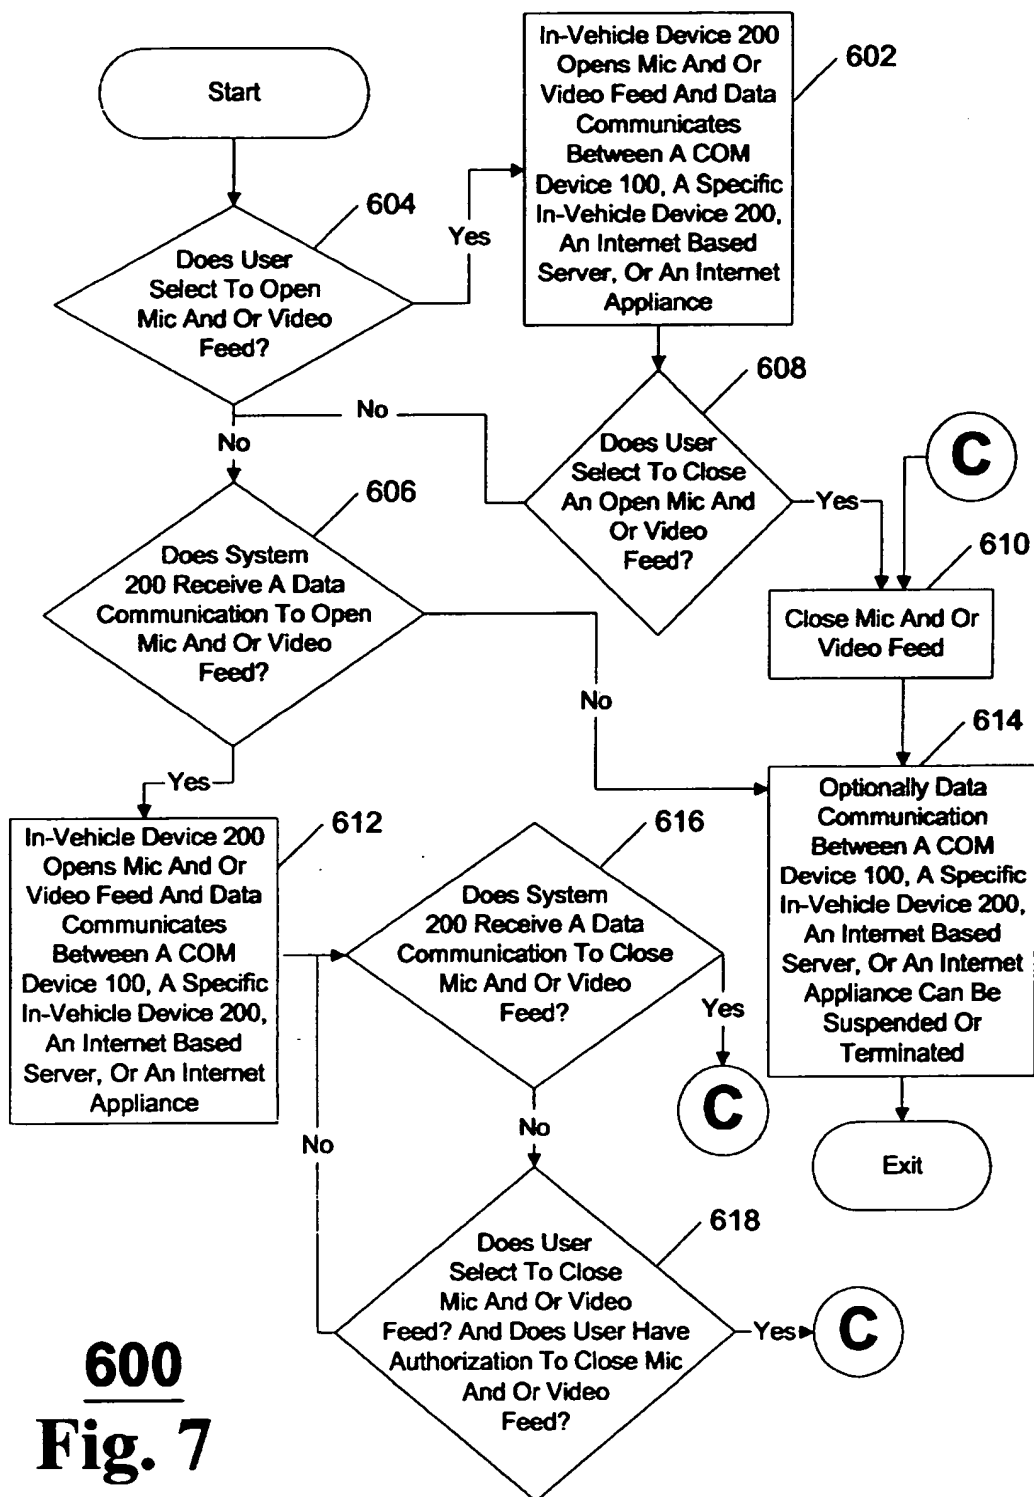 Start
604
Does User
Select To Open
Mic And Or Video
Feed?
Yes
In-Vehicle Device 200
Opens Mic And Or
Video Feed And Data
Communicates
Between A COM
Device 100, A Specific
In-Vehicle Device 200,
An Internet Based
Server, Or An Internet
Appliance
602
608
Does User
Select To Close
An Open Mic And
Or Video
Feed?
No
No
Yes
C
610
Close Mic And Or
Video Feed
606
Does System
200 Receive A Data
Communication To Open
Mic And Or Video
Feed?
No
Yes
614
Optionally Data
Communication
Between A COM
Device 100, A Specific
In-Vehicle Device 200,
An Internet Based
Server, Or An Internet
Appliance Can Be
Suspended Or
Terminated
Exit
612
In-Vehicle Device 200
Opens Mic And Or
Video Feed And Data
Communicates
Between A COM
Device 100, A Specific
In-Vehicle Device 200,
An Internet Based
Server, Or An Internet
Appliance
616
Does System
200 Receive A Data
Communication To Close
Mic And Or Video
Feed?
Yes
C
No
No
618
Does User
Select To Close
Mic And Or Video
Feed? And Does User Have
Authorization To Close Mic
And Or Video
Feed?
Yes
C
600
Fig. 7